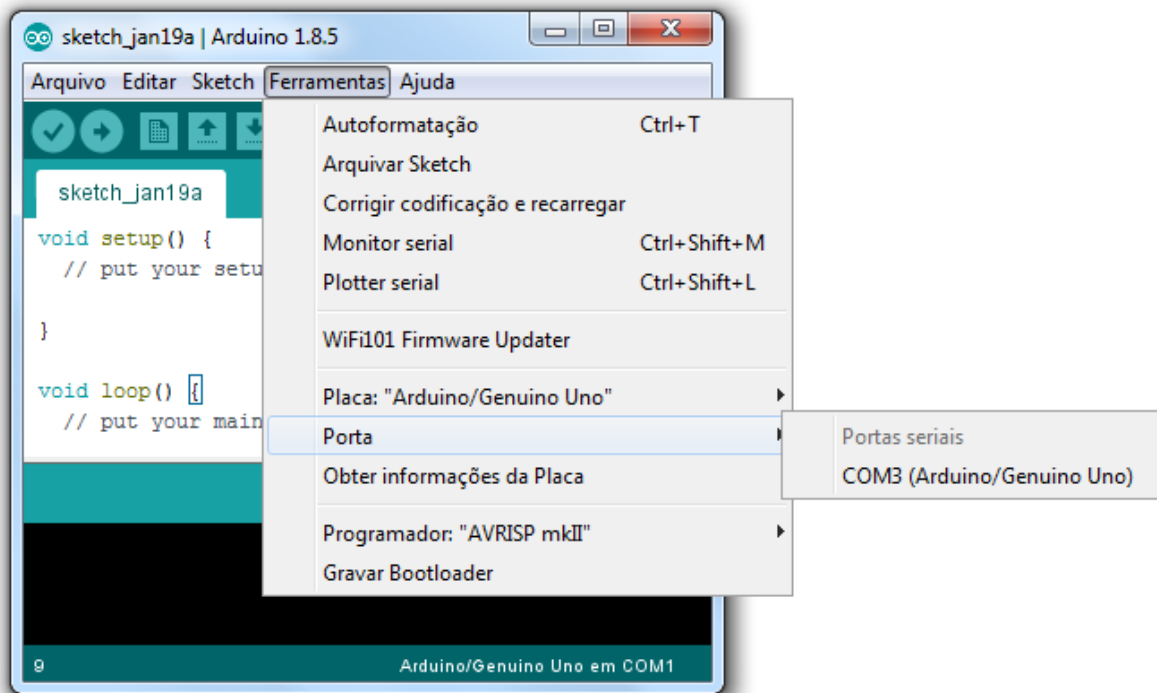 sketch_jan19a | Arduino 1.8.5
Arquivo Editar Sketch Ferramentas Ajuda
Autoformatação Ctrl+T
Arquivar Sketch
Corrigir codificação e recarregar
Monitor serial Ctrl+Shift+M
Plotter serial Ctrl+Shift+L
WiFi101 Firmware Updater
Placa: "Arduino/Genuino Uno"
Porta
Obter informações da Placa
Programador: "AVRISP mkII"
Gravar Bootloader
Portas seriais
COM3 (Arduino/Genuino Uno)
sketch_jan19a
void setup() {
// put your setu
}
void loop() {
// put your main
9 Arduino/Genuino Uno em COM1